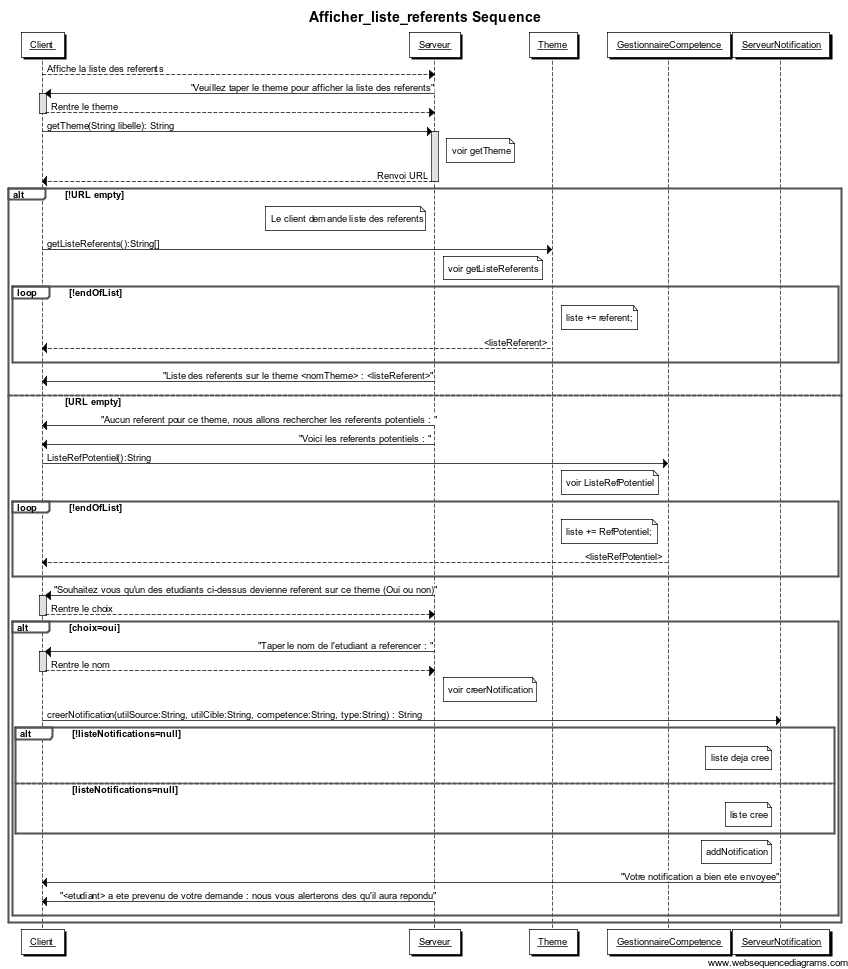 Afficher_liste_referents Sequence
Client
Serveur
Theme
GestionnaireCompetence
ServeurNotification
Affiche la liste des referents
"Veuillez taper le theme pour afficher la liste des referents"
Rentre le theme
getTheme(String libelle): String
voir getTheme
Renvoi URL
alt [!URL empty]
Le client demande liste des referents
getListeReferents():String[]
voir getListeReferents
loop [!endOfList]
liste += referent;
<listeReferent>
"Liste des referents sur le theme <nomTheme> : <listeReferent>"
[URL empty]
"Aucun referent pour ce theme, nous allons rechercher les referents potentiels : "
"Voici les referents potentiels : "
ListeRefPotentiel():String
voir ListeRefPotentiel
loop [!endOfList]
liste += RefPotentiel;
<listeRefPotentiel>
"Souhaitez vous qu'un des etudiants ci-dessus devienne referent sur ce theme (Oui ou non)"
Rentre le choix
alt [choix=oui]
"Taper le nom de l'etudiant a referencer : "
Rentre le nom
voir creerNotification
creerNotification(utilSource:String, utilCible:String, competence:String, type:String) : String
alt [!listeNotifications=null]
liste deja cree
[listeNotifications=null]
liste cree
addNotification
"Votre notification a bien ete envoyee"
"<etudiant> a ete prevenu de votre demande : nous vous alerterons des qu'il aura repondu"
Client
Serveur
Theme
GestionnaireCompetence
ServeurNotification
www.websequencediagrams.com